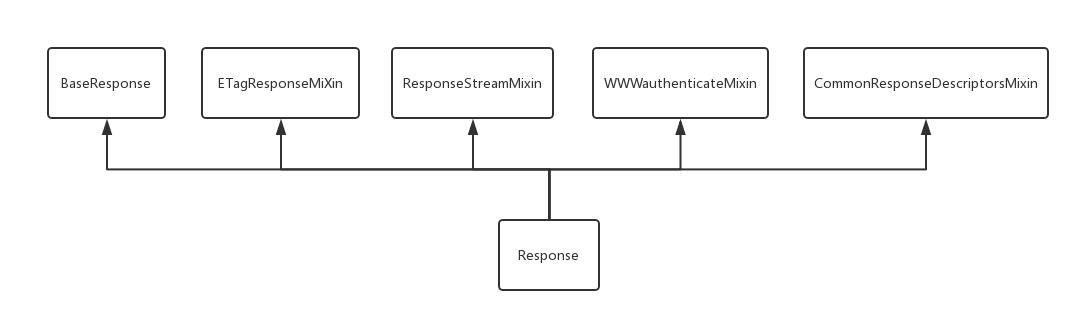 BaseResponse
ETagResponseMiXin
ResponseStreamMixin
WWWauthenticateMixin
CommonResponseDescriptorsMixin
Response